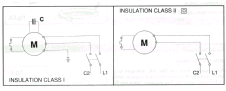 C
M
C2 L1
INSULATION CLASS I
INSULATION CLASS II
M
C2 L1